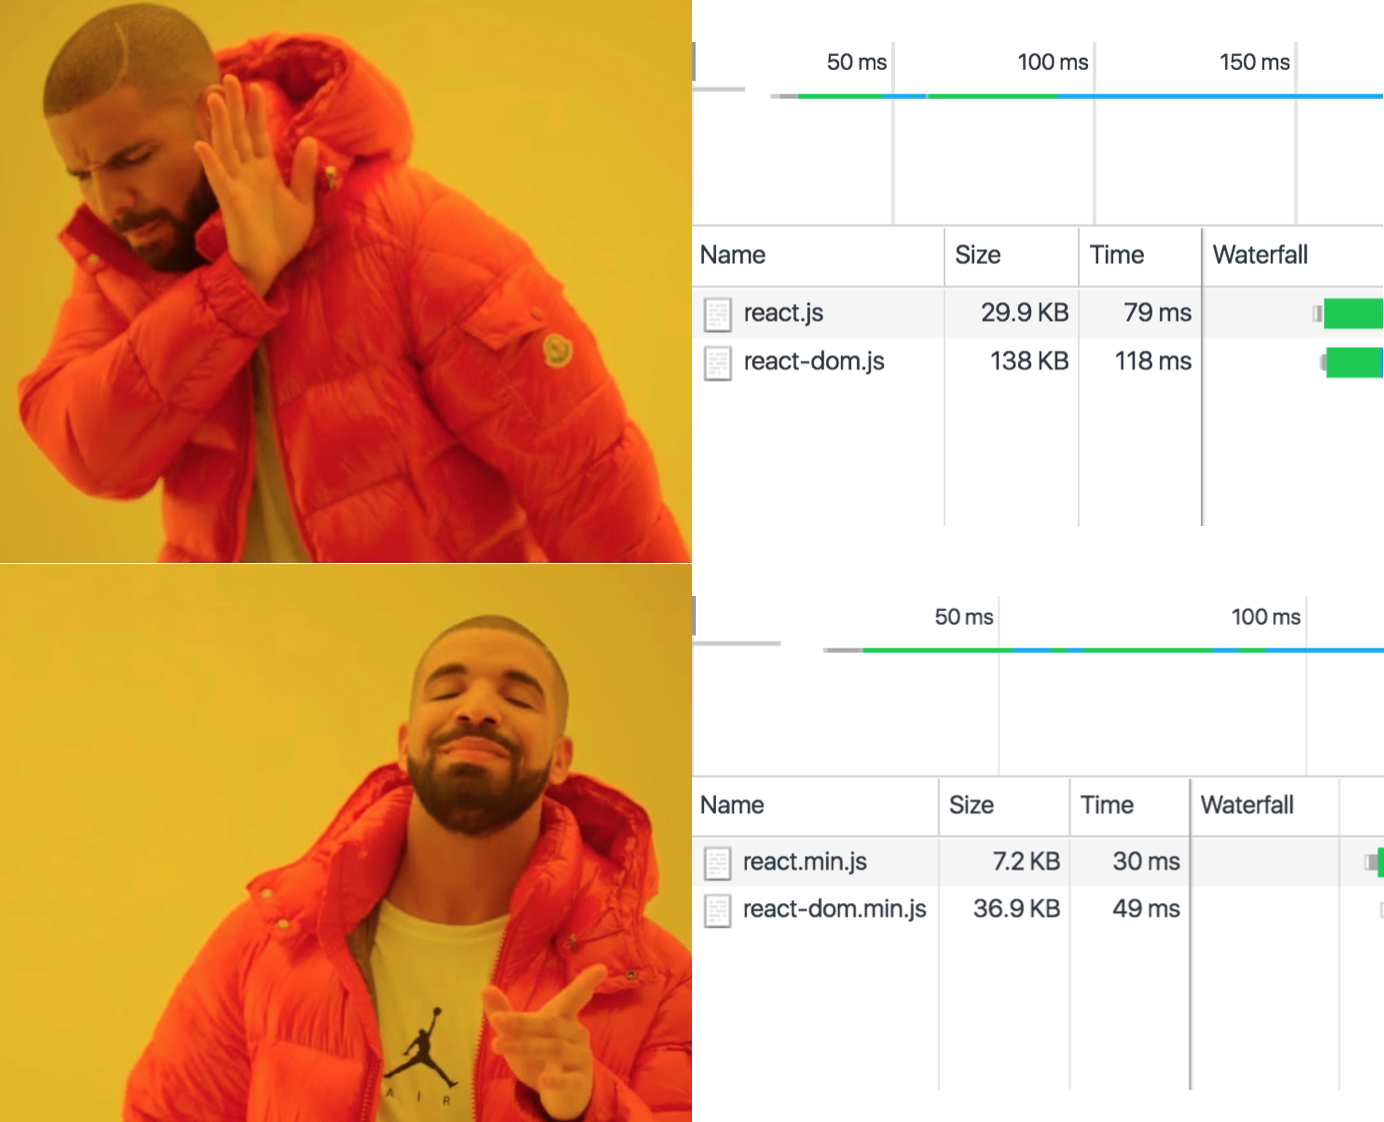 50 ms 100 ms 150 ms
Name Size Time Waterfall
react.js 29.9 KB 79 ms
react-dom.js 138 KB 118 ms
50 ms 100 ms
Name Size Time Waterfall
react.min.js 7.2 KB 30 ms
react-dom.min.js 36.9 KB 49 ms
AIR